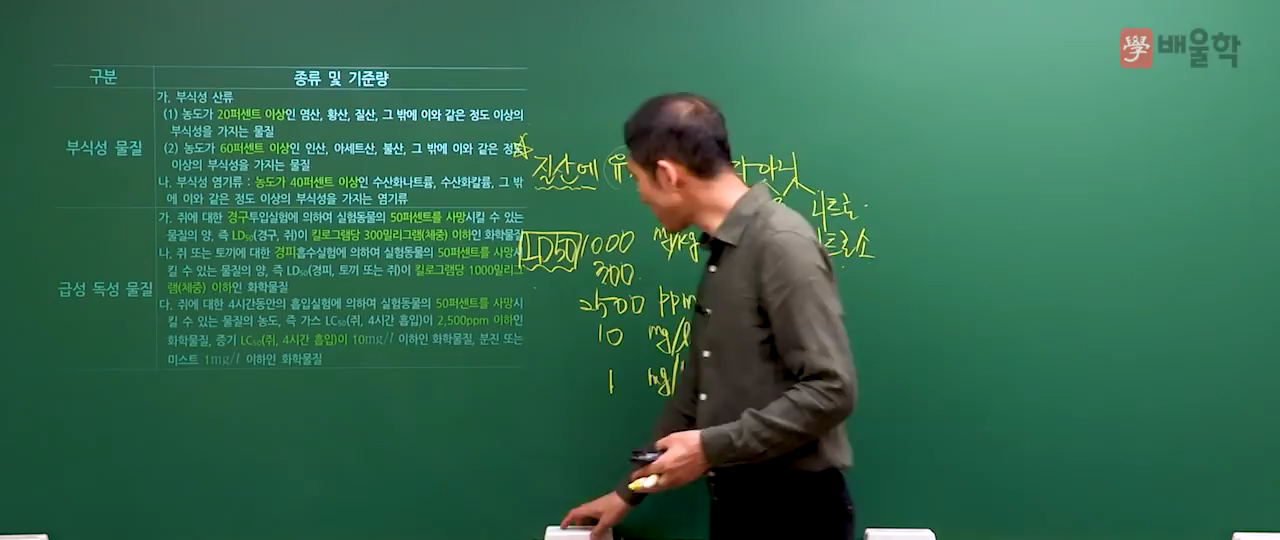 學 배울학
구분 종류 및 기준량
부식성 물질
가. 부식성 산류
(1) 농도가 20퍼센트 이상인 염산, 황산, 질산, 그 밖에 이와 같은 정도 이상의
부식성을 가지는 물질
(2) 농도가 60퍼센트 이상인 인산, 아세트산, 불산, 그 밖에 이와 같은 정도
이상의 부식성을 가지는 물질
나. 부식성 염기류 : 농도가 40퍼센트 이상인 수산화나트륨, 수산화칼륨, 그 밖
에 이와 같은 정도 이상의 부식성을 가지는 염기류
급성 독성 물질
가. 쥐에 대한 경구투입실험에 의하여 실험동물의 50퍼센트를 사망시킬 수 있는
물질의 양, 즉 LD₅₀(경구, 쥐)이 킬로그램당 300밀리그램(체중) 이하인 화학물질
나. 쥐 또는 토끼에 대한 경피흡수실험에 의하여 실험동물의 50퍼센트를 사망시
킬 수 있는 물질의 양, 즉 LD₅₀(경피, 토끼 또는 쥐)이 킬로그램당 1000밀리그
램(체중) 이하인 화학물질
다. 쥐에 대한 4시간동안의 흡입실험에 의하여 실험동물의 50퍼센트를 사망시
킬 수 있는 물질의 농도, 즉 가스 LC₅₀(쥐, 4시간 흡입)이 2,500ppm 이하인
화학물질, 증기 LC₅₀(쥐, 4시간 흡입)이 10mg/ℓ 이하인 화학물질, 분진 또는
미스트 1mg/ℓ 이하인 화학물질
질산에 유
니트로
트로소
LD50 1000 mg/kg
300
2500 ppm
10 mg/l
1 mg/